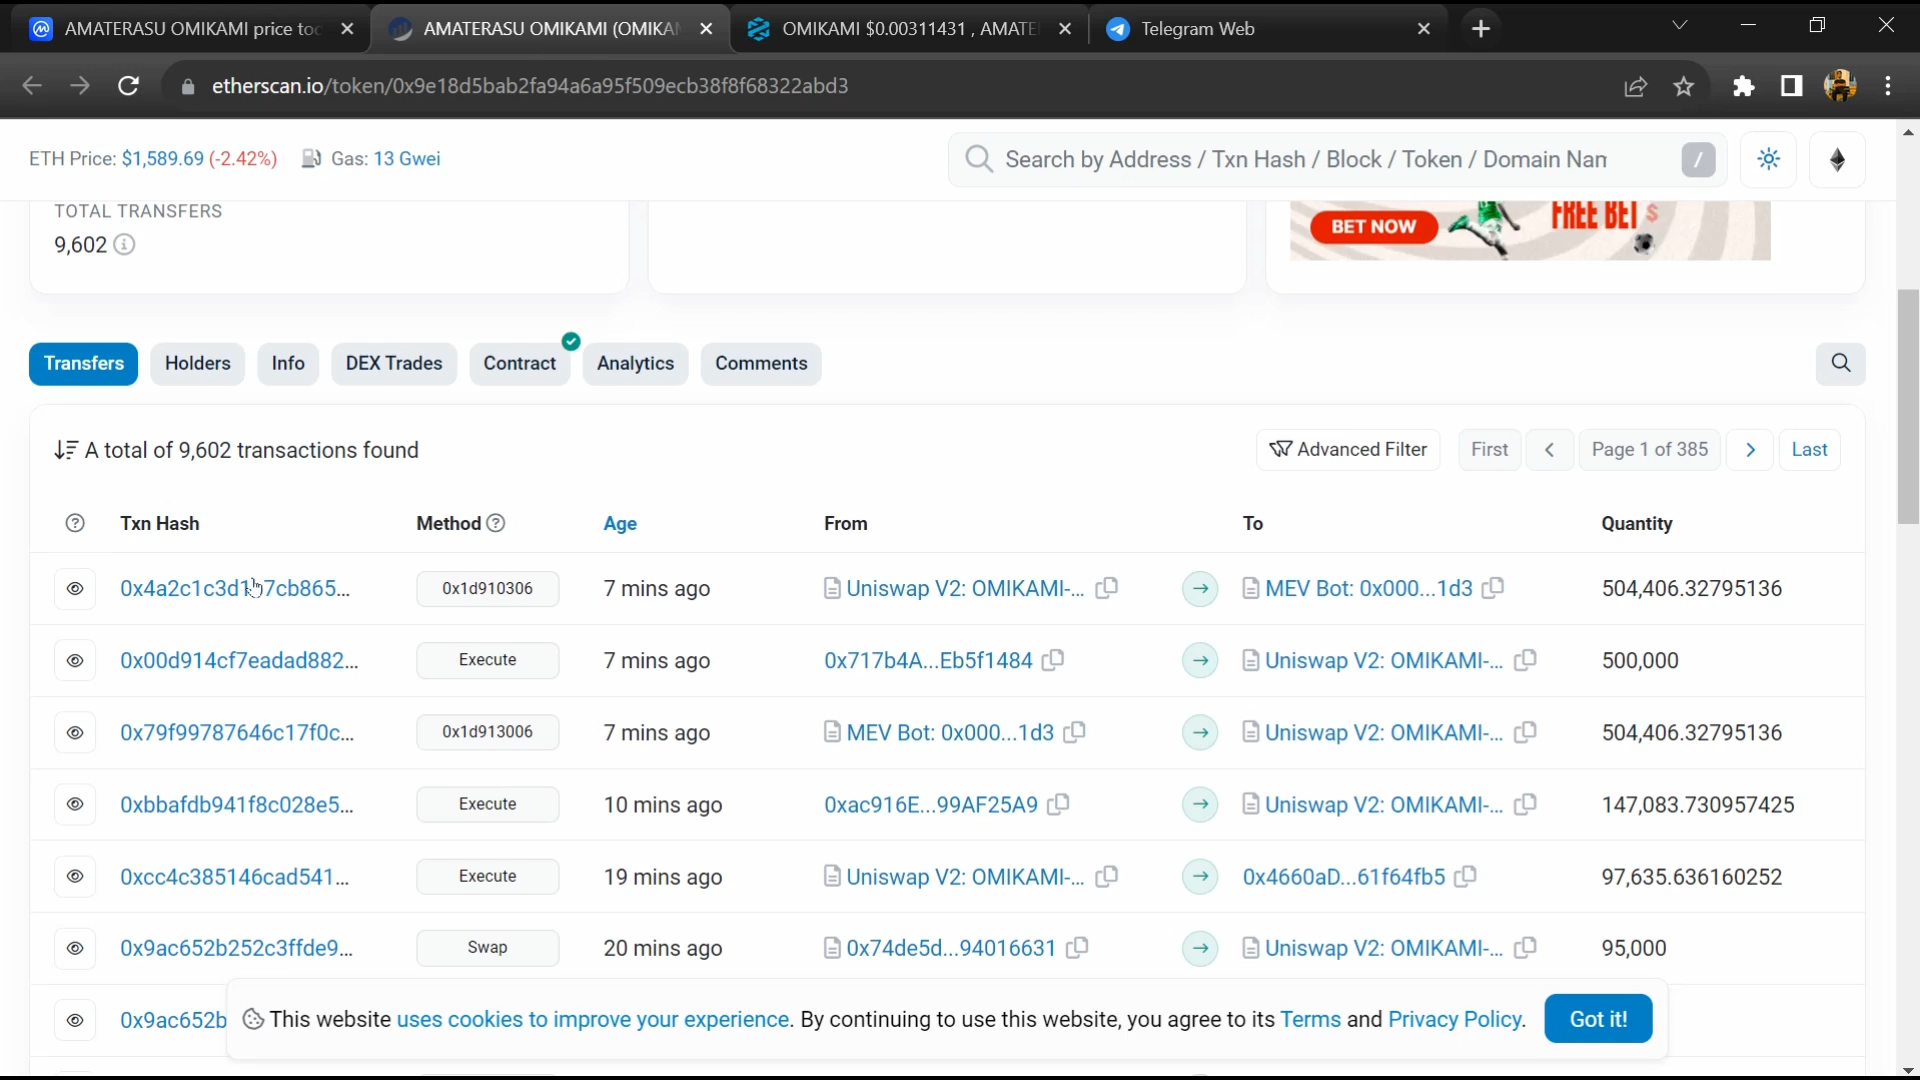 AMATERASU OMIKAMI price to
AMATERASU OMIKAMI (OMIKA
OMIKAMI $0.00311431 , AMATE
Telegram Web
etherscan.io/token/0x9e18d5bab2fa94a6a95f509ecb38f8f68322abd3
ETH Price: $1,589.69 (-2.42%) Gas: 13 Gwei
Search by Address / Txn Hash / Block / Token / Domain Nam
/
TOTAL TRANSFERS
9,602
BET NOW
FREE BET $
Transfers Holders Info DEX Trades Contract Analytics Comments
A total of 9,602 transactions found
Advanced Filter First Page 1 of 385 Last
Txn Hash Method Age From To Quantity
0x4a2c1c3d1 7cb865... 0x1d910306 7 mins ago Uniswap V2: OMIKAMI-... MEV Bot: 0x000...1d3 504,406.32795136
0x00d914cf7eadad882... Execute 7 mins ago 0x717b4A...Eb5f1484 Uniswap V2: OMIKAMI-... 500,000
0x79f99787646c17f0c... 0x1d913006 7 mins ago MEV Bot: 0x000...1d3 Uniswap V2: OMIKAMI-... 504,406.32795136
0xbbafdb941f8c028e5... Execute 10 mins ago 0xac916E...99AF25A9 Uniswap V2: OMIKAMI-... 147,083.730957425
0xcc4c385146cad541... Execute 19 mins ago Uniswap V2: OMIKAMI-... 0x4660aD...61f64fb5 97,635.636160252
0x9ac652b252c3ffde9... Swap 20 mins ago 0x74de5d...94016631 Uniswap V2: OMIKAMI-... 95,000
0x9ac652b
This website uses cookies to improve your experience. By continuing to use this website, you agree to its Terms and Privacy Policy.
Got it!